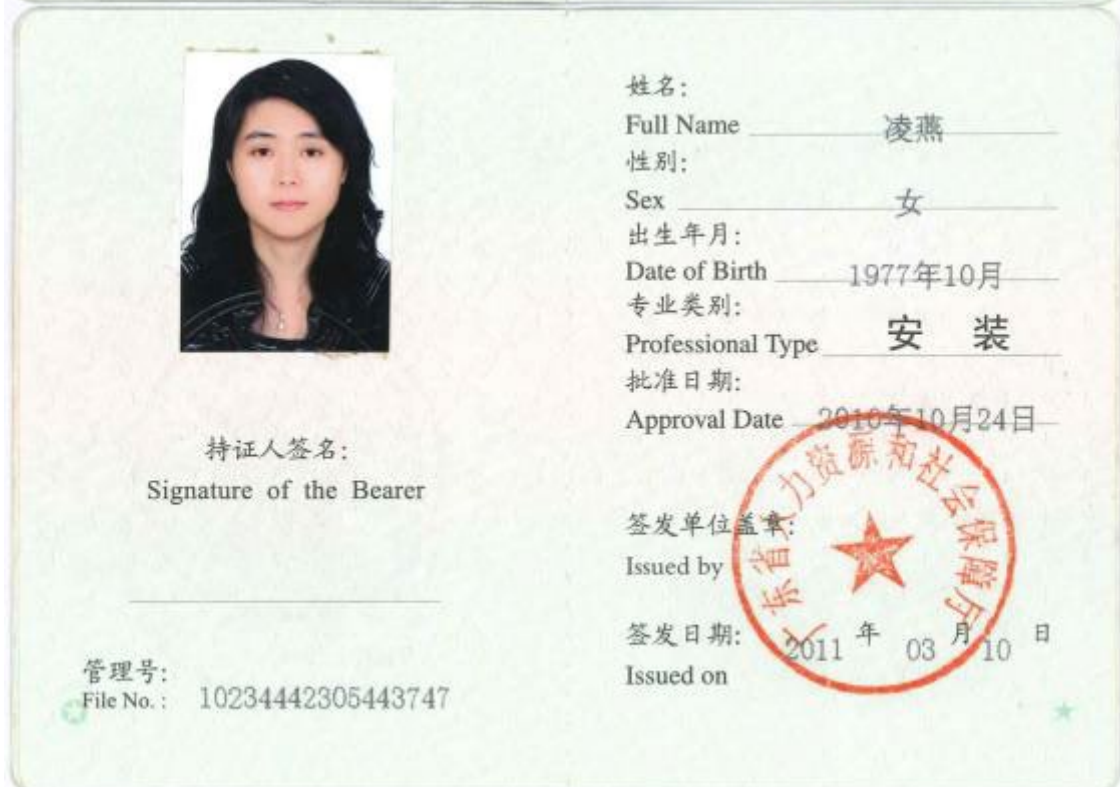 持证人签名:
Signature of the Bearer
管理号:
File No. : 10234442305443747
姓名:
Full Name 凌燕
性别:
Sex 女
出生年月:
Date of Birth 1977年10月
专业类别:
Professional Type 安 装
批准日期:
Approval Date 2010年10月24日
签发单位盖章:
Issued by
广东省人力资源和社会保障厅
签发日期: 2011 年 03 月 10 日
Issued on